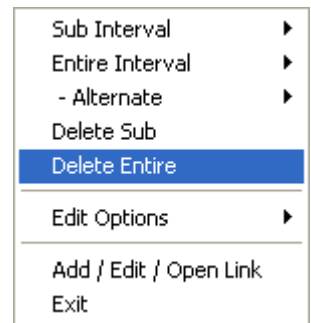 Sub Interval
Entire Interval
- Alternate
Delete Sub
Delete Entire
Edit Options
Add / Edit / Open Link
Exit